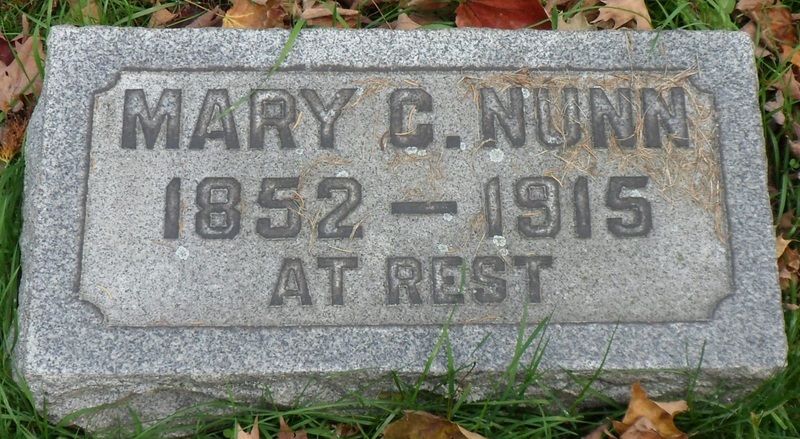 MARY C. NUNN
1852 — 1915
AT REST